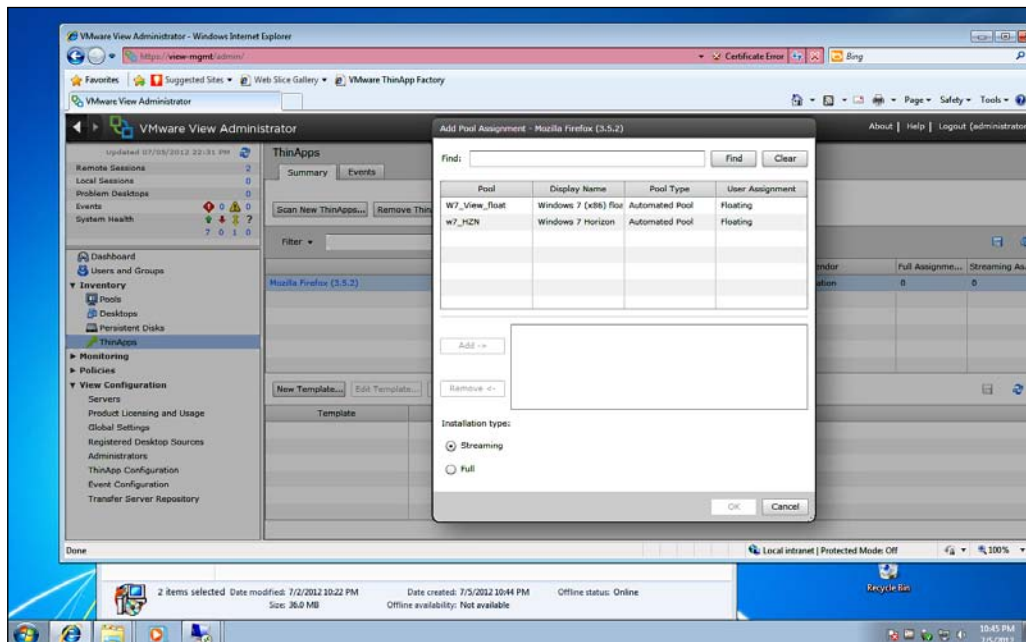 VMware View Administrator - Windows Internet Explorer
https://view-mgmt/admin/
Certificate Error
Bing
Favorites
Suggested Sites
Web Slice Gallery
VMware ThinApp Factory
VMware View Administrator
Page
Safety
Tools
VMware View Administrator
About | Help | Logout (administrator
Updated 07/05/2012 22:31 PM
Remote Sessions 2
Local Sessions 0
Problem Desktops 0
Events 0 0
System Health ?
7 0 1 0
Dashboard
Users and Groups
Inventory
Pools
Desktops
Persistent Disks
ThinApps
Monitoring
Policies
View Configuration
Servers
Product Licensing and Usage
Global Settings
Registered Desktop Sources
Administrators
ThinApp Configuration
Event Configuration
Transfer Server Repository
ThinApps
Summary
Events
Scan New ThinApps...
Remove Thin
Filter
endor
Full Assignme...
Streaming As
Mozilla Firefox (3.5.2)
ation
0
0
New Template...
Edit Template...
Template
Add Pool Assignment - Mozilla Firefox (3.5.2)
Find:
Find
Clear
Pool
Display Name
Pool Type
User Assignment
W7_View_float
Windows 7 (x86) floa
Automated Pool
Floating
w7_HZN
Windows 7 Horizon
Automated Pool
Floating
Add ->
Remove <-
Installation type:
Streaming
Full
OK
Cancel
Done
Local intranet | Protected Mode: Off
100%
2 items selected
Date modified: 7/2/2012 10:22 PM
Date created: 7/5/2012 10:44 PM
Offline status: Online
Size: 36.0 MB
Offline availability: Not available
Recycle Bin
10:45 PM
7/5/2012